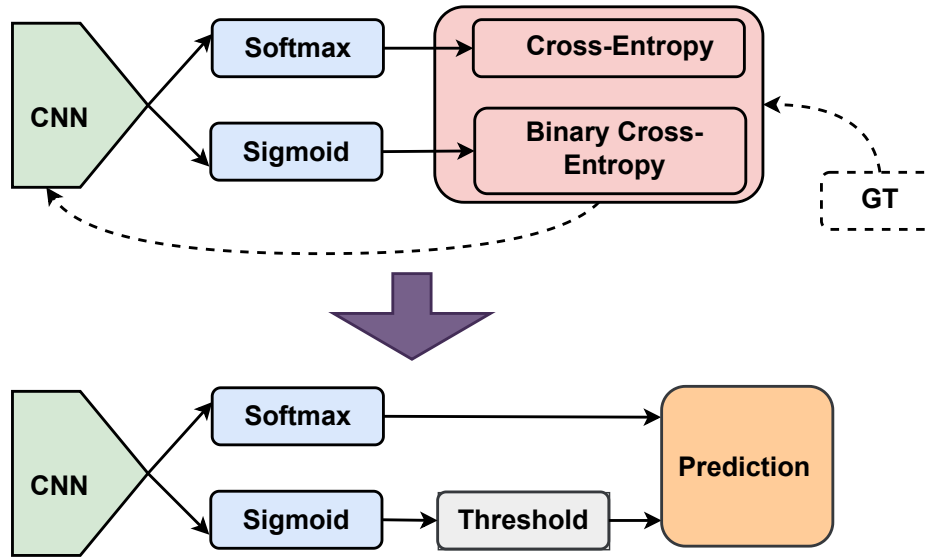 Softmax
Cross-Entropy
CNN
Sigmoid
Binary Cross-
Entropy
GT
Softmax
CNN
Prediction
Sigmoid
Threshold